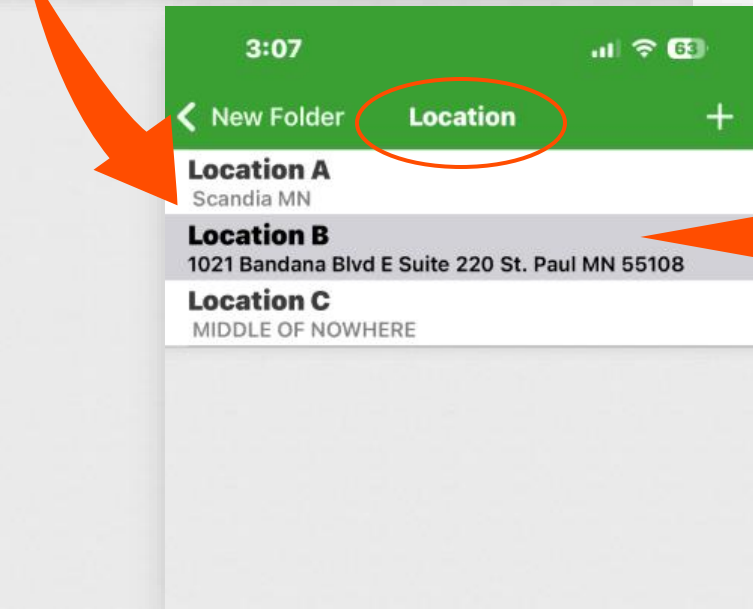 3:07 63
New Folder Location +
Location A
Scandia MN
Location B
1021 Bandana Blvd E Suite 220 St. Paul MN 55108
Location C
MIDDLE OF NOWHERE